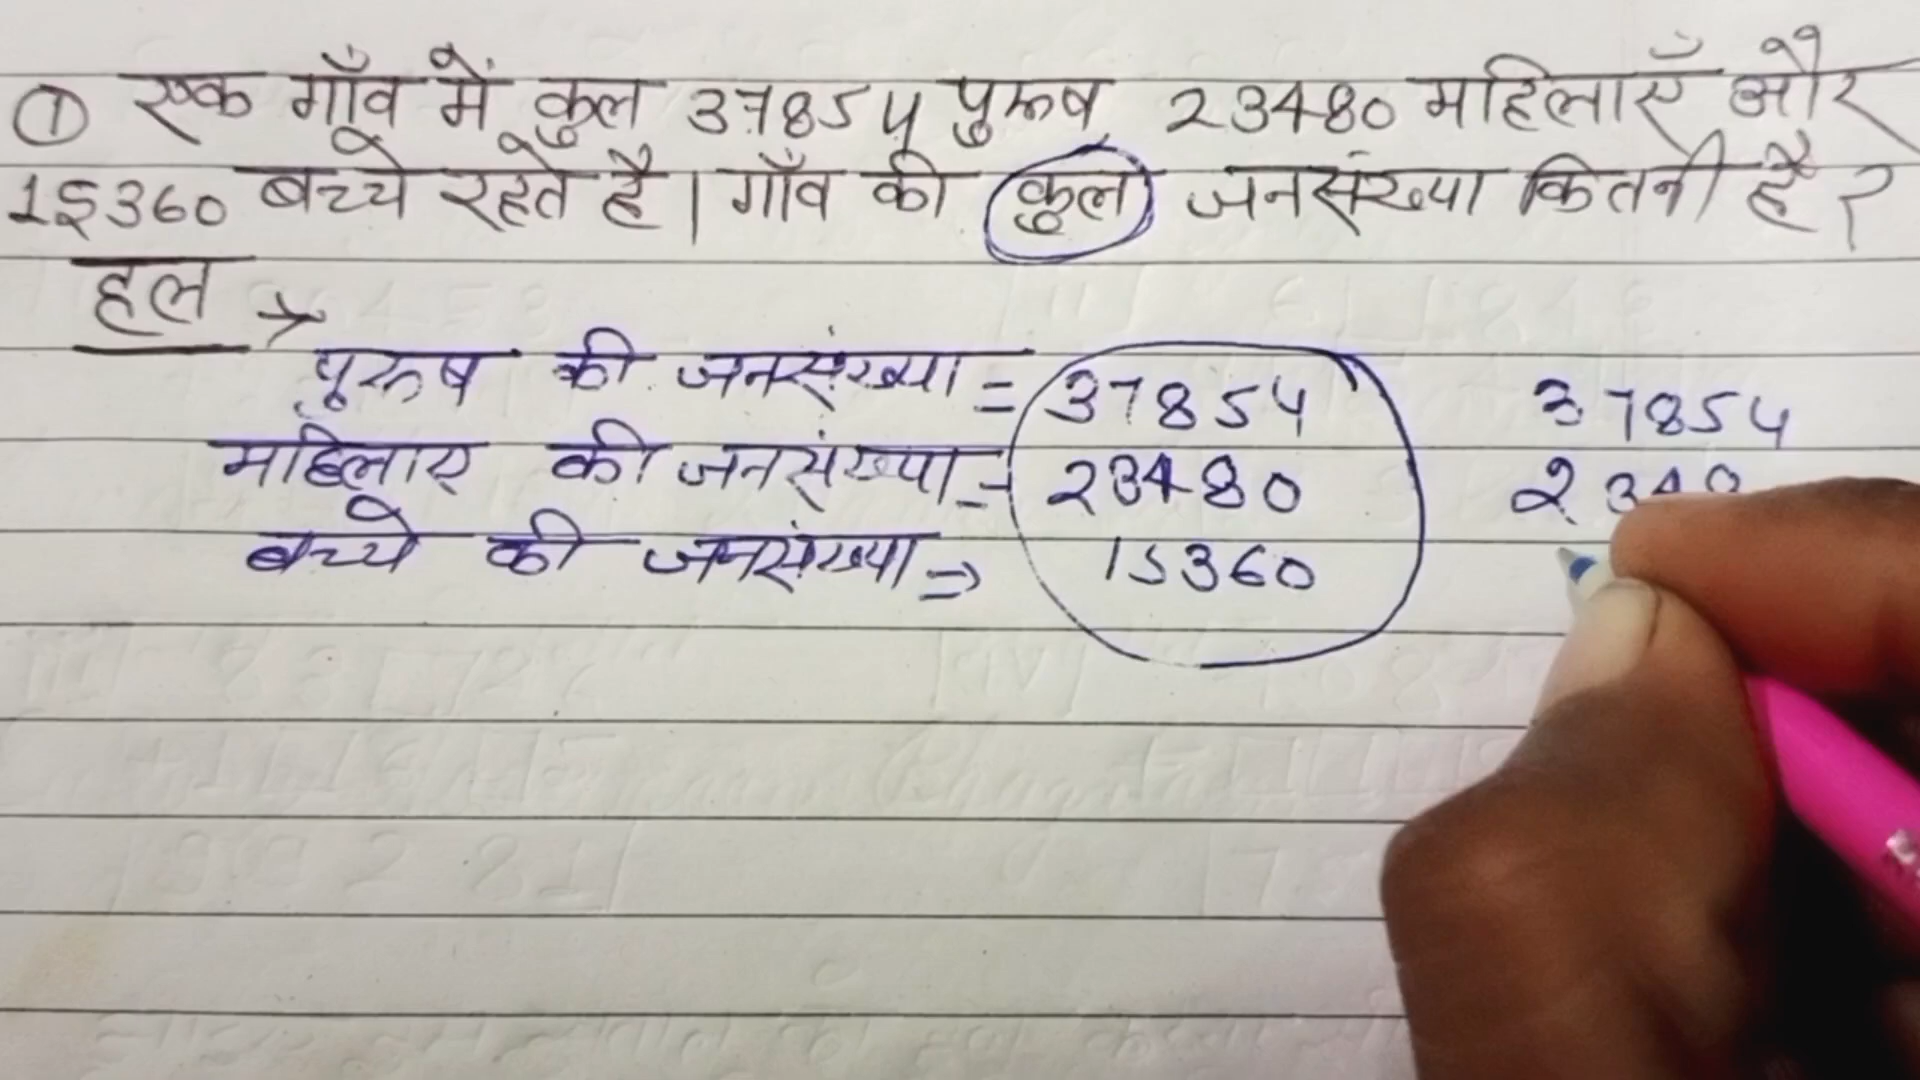 ① एक गाँव में कुल 37854 पुरुष, 23480 महिलाएँ और
15360 बच्चे रहते है। गाँव की कुल जनसंख्या कितनी है?
हल →
पुरुष की जनसंख्या = 37854 37854
महिलाए की जनसंख्या = 23480 2348
बच्चे की जनसंख्या ⇒ 15360